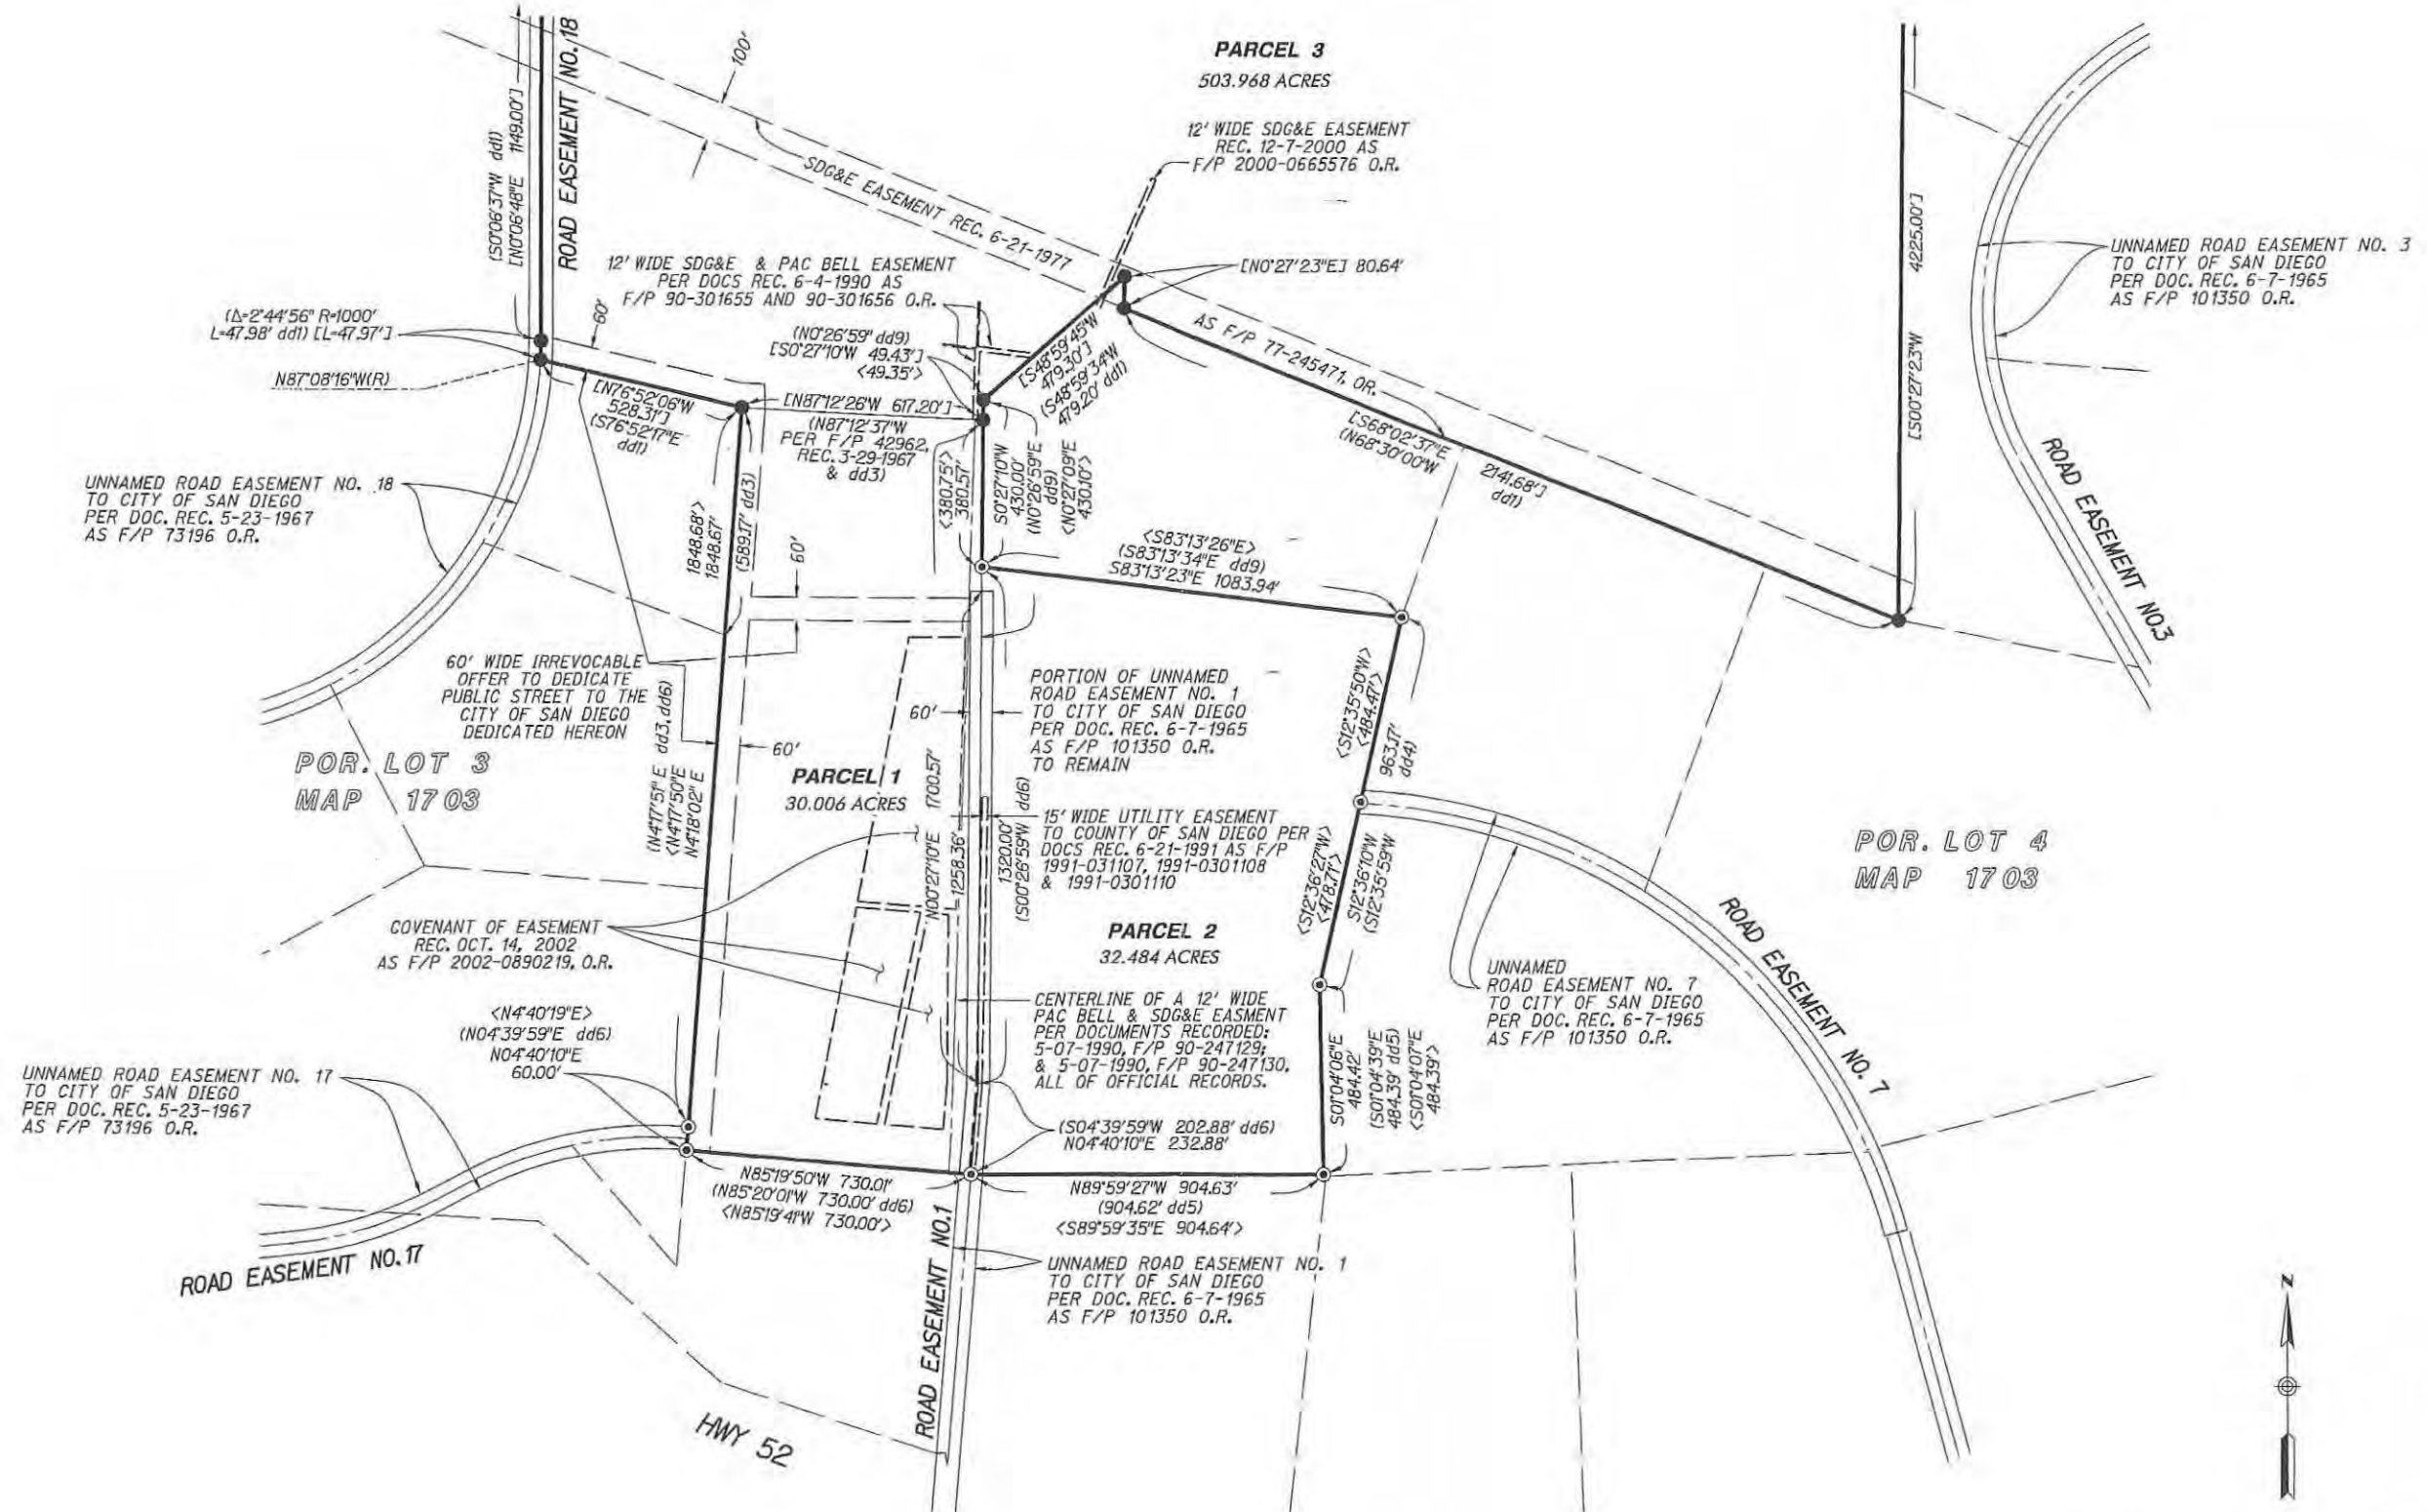 PARCEL 3
503.968 ACRES
100'
12' WIDE SDG&E EASEMENT
REC. 12-7-2000 AS
F/P 2000-0665576 O.R.
(S0°06'37"W dd1)
[N0°06'48"E 1149.00']
ROAD EASEMENT NO. 18
SDG&E EASEMENT REC. 6-21-1977
AS F/P 77-245471, OR.
[N0°27'23"E] 80.64'
[S00°27'23"W 4225.00']
UNNAMED ROAD EASEMENT NO. 3
TO CITY OF SAN DIEGO
PER DOC. REC. 6-7-1965
AS F/P 101350 O.R.
12' WIDE SDG&E & PAC BELL EASEMENT
PER DOCS REC. 6-4-1990 AS
F/P 90-301655 AND 90-301656 O.R.
60'
(Δ=2°44'56" R=1000'
L=47.98' dd1) [L=47.97']
N87°08'16"W(R)
(N0°26'59" dd9)
[S0°27'10"W 49.43']
<49.35'>
[S48°59'45"W
479.30']
(S48°59'34"W
479.20' dd1)
[N76°52'06"W
528.31']
(S76°52'17"E
dd1)
[N87°12'26"W 617.20']
(N87°12'37"W
PER F/P 42962,
REC. 3-29-1967
& dd3)
[S68°02'37"E 2141.68']
(N68°30'00"W dd1)
ROAD EASEMENT NO.3
UNNAMED ROAD EASEMENT NO. 18
TO CITY OF SAN DIEGO
PER DOC. REC. 5-23-1967
AS F/P 73196 O.R.
1848.68'>
1848.67'
(589.17' dd3)
60'
<380.75'>
380.57'
S0°27'10"W
430.00'
(N0°26'59"E
dd9)
<N0°27'09"E
430.10'>
<S83°13'26"E>
(S83°13'34"E dd9)
S83°13'23"E 1083.94'
60' WIDE IRREVOCABLE
OFFER TO DEDICATE
PUBLIC STREET TO THE
CITY OF SAN DIEGO
DEDICATED HEREON
(N4°17'51" E dd3, dd6)
<N4°17'50"E
N4°18'02" E
60'
60'
PORTION OF UNNAMED
ROAD EASEMENT NO. 1
TO CITY OF SAN DIEGO
PER DOC. REC. 6-7-1965
AS F/P 101350 O.R.
TO REMAIN
<S12°35'50"W>
<484.47'>
963.17'
dd4)
POR. LOT 3
MAP 1703
PARCEL 1
30.006 ACRES
N00°27'10"E 1700.57'
1258.36'
1320.00'
(S00°26'59"W dd6)
15' WIDE UTILITY EASEMENT
TO COUNTY OF SAN DIEGO PER
DOCS REC. 6-21-1991 AS F/P
1991-031107, 1991-0301108
& 1991-0301110
<S12°36'27"W>
<478.71'>
S12°36'10"W
(S12°35'59"W
POR. LOT 4
MAP 1703
COVENANT OF EASEMENT
REC. OCT. 14, 2002
AS F/P 2002-0890219, O.R.
PARCEL 2
32.484 ACRES
UNNAMED
ROAD EASEMENT NO. 7
TO CITY OF SAN DIEGO
PER DOC. REC. 6-7-1965
AS F/P 101350 O.R.
ROAD EASEMENT NO. 7
CENTERLINE OF A 12' WIDE
PAC BELL & SDG&E EASMENT
PER DOCUMENTS RECORDED:
5-07-1990, F/P 90-247129;
& 5-07-1990, F/P 90-247130,
ALL OF OFFICIAL RECORDS.
<N4°40'19"E>
(N04°39'59"E dd6)
N04°40'10"E
60.00'
UNNAMED ROAD EASEMENT NO. 17
TO CITY OF SAN DIEGO
PER DOC. REC. 5-23-1967
AS F/P 73196 O.R.
S01°04'06"E
484.42'
(S01°04'39"E
484.39' dd5)
<S01°04'07"E
484.39'>
(S04°39'59"W 202.88' dd6)
N04°40'10"E 232.88'
N85°19'50"W 730.01'
(N85°20'01"W 730.00' dd6)
<N85°19'41"W 730.00'>
N89°59'27"W 904.63'
(904.62' dd5)
<S89°59'35"E 904.64'>
ROAD EASEMENT NO.17
ROAD EASEMENT NO.1
UNNAMED ROAD EASEMENT NO. 1
TO CITY OF SAN DIEGO
PER DOC. REC. 6-7-1965
AS F/P 101350 O.R.
HWY 52
N